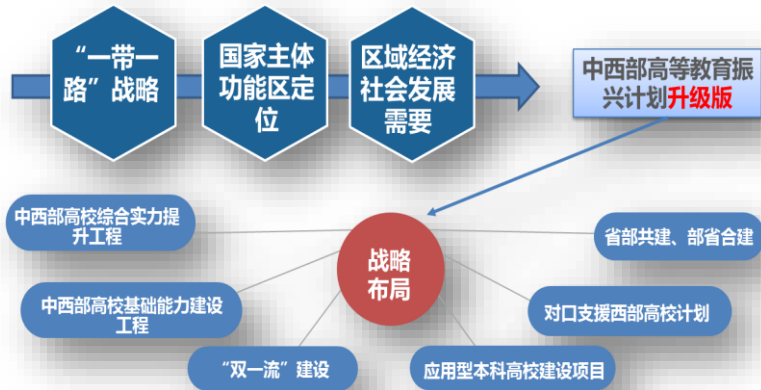 “一带一
路”战略
国家主体
功能区定
位
区域经济
社会发展
需要
中西部高等教育振
兴计划升级版
中西部高校综合实力提
升工程
省部共建、部省合建
战略
布局
中西部高校基础能力建设
工程
对口支援西部高校计划
“双一流”建设
应用型本科高校建设项目